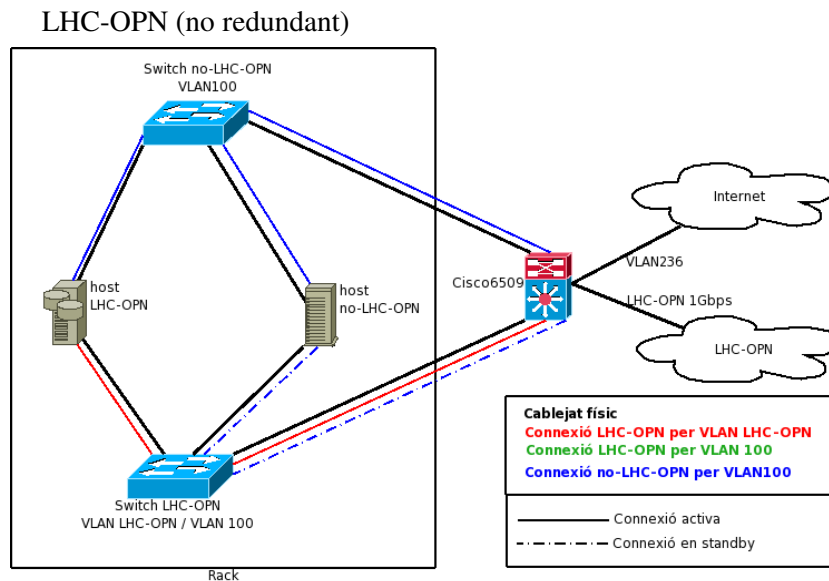 LHC-OPN (no redundant)
Switch no-LHC-OPN
VLAN100
Internet
host
LHC-OPN
host
no-LHC-OPN
Cisco6509
VLAN236
LHC-OPN 1Gbps
LHC-OPN
Switch LHC-OPN
VLAN LHC-OPN / VLAN 100
Rack
Cablejat físic
Connexió LHC-OPN per VLAN LHC-OPN
Connexió LHC-OPN per VLAN 100
Connexió no-LHC-OPN per VLAN100
Connexió activa
Connexió en standby